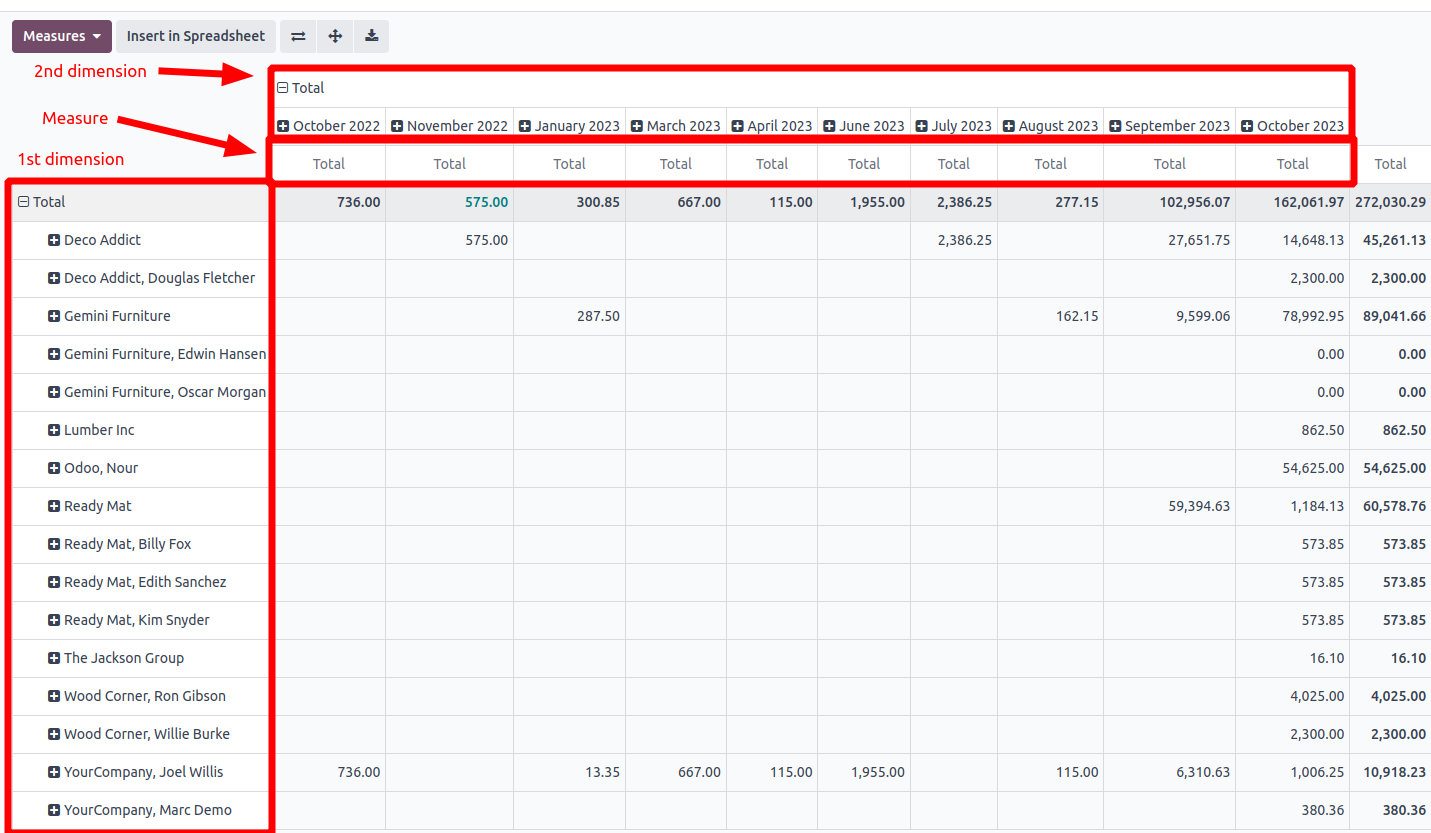 Measures Insert in Spreadsheet
2nd dimension
Total
Measure
October 2022 November 2022 January 2023 March 2023 April 2023 June 2023 July 2023 August 2023 September 2023 October 2023
1st dimension
Total Total Total Total Total Total Total Total Total Total Total
Total 736.00 575.00 300.85 667.00 115.00 1,955.00 2,386.25 277.15 102,956.07 162,061.97 272,030.29
Deco Addict 575.00 2,386.25 27,651.75 14,648.13 45,261.13
Deco Addict, Douglas Fletcher 2,300.00 2,300.00
Gemini Furniture 287.50 162.15 9,599.06 78,992.95 89,041.66
Gemini Furniture, Edwin Hansen 0.00 0.00
Gemini Furniture, Oscar Morgan 0.00 0.00
Lumber Inc 862.50 862.50
Odoo, Nour 54,625.00 54,625.00
Ready Mat 59,394.63 1,184.13 60,578.76
Ready Mat, Billy Fox 573.85 573.85
Ready Mat, Edith Sanchez 573.85 573.85
Ready Mat, Kim Snyder 573.85 573.85
The Jackson Group 16.10 16.10
Wood Corner, Ron Gibson 4,025.00 4,025.00
Wood Corner, Willie Burke 2,300.00 2,300.00
YourCompany, Joel Willis 736.00 13.35 667.00 115.00 1,955.00 115.00 6,310.63 1,006.25 10,918.23
YourCompany, Marc Demo 380.36 380.36